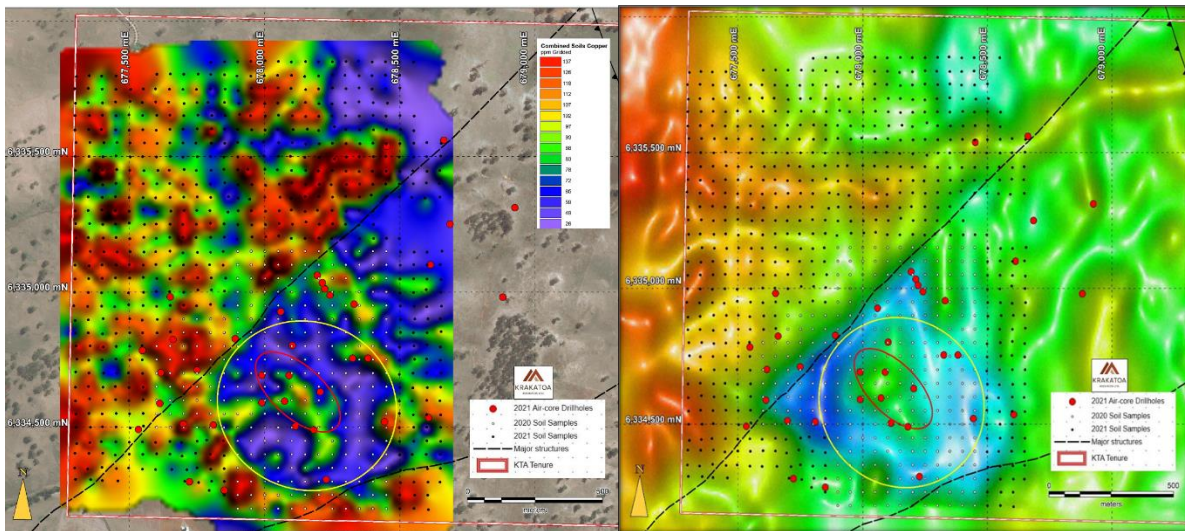 677,500 mE
678,000 mE
678,500 mE
679,000 mE
6,335,500 mN
6,335,000 mN
6,334,500 mN
Combined Soils Copper
ppm Gridded
137
126
118
112
107
102
97
93
88
83
78
72
65
N
KRAKATOA
2021 Air-core Drillholes
2020 Soil Samples
2021 Soil Samples
Major structures
KTA Tenure
0
500
meters
677,500 mE
678,000 mE
678,500 mE
679,000 mE
6,335,500 mN
6,335,000 mN
6,334,500 mN
N
KRAKATOA
2021 Air-core Drillholes
2020 Soil Samples
2021 Soil Samples
Major structures
KTA Tenure
0
500
meters